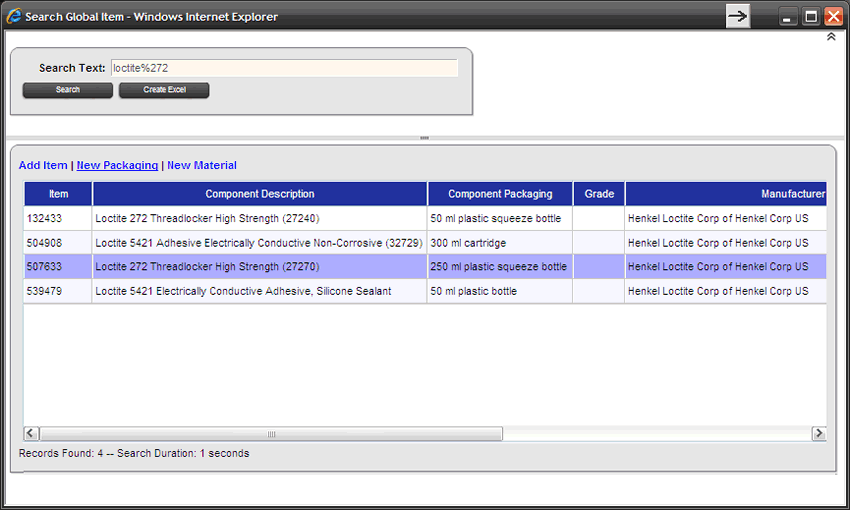 Search Global Item - Windows Internet Explorer
Search Text: loctite%272
Search Create Excel
Add Item | New Packaging | New Material
Item Component Description Component Packaging Grade Manufacturer
132433 Loctite 272 Threadlocker High Strength (27240) 50 ml plastic squeeze bottle Henkel Loctite Corp of Henkel Corp US
504908 Loctite 5421 Adhesive Electrically Conductive Non-Corrosive (32729) 300 ml cartridge Henkel Loctite Corp of Henkel Corp US
507633 Loctite 272 Threadlocker High Strength (27270) 250 ml plastic squeeze bottle Henkel Loctite Corp of Henkel Corp US
539479 Loctite 5421 Electrically Conductive Adhesive, Silicone Sealant 50 ml plastic bottle Henkel Loctite Corp of Henkel Corp US
Records Found: 4 -- Search Duration: 1 seconds